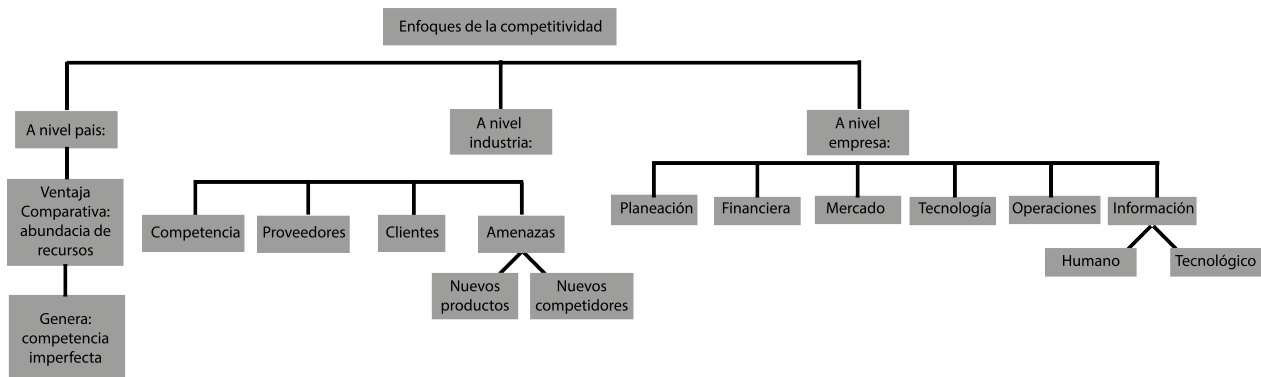 Enfoques de la competitividad
A nivel pais:
A nivel
industria:
A nivel
empresa:
Ventaja
Comparativa:
abundacia de
recursos
Genera:
competencia
imperfecta
Competencia
Proveedores
Clientes
Amenazas
Nuevos
productos
Nuevos
competidores
Planeación
Financiera
Mercado
Tecnología
Operaciones
Información
Humano
Tecnológico